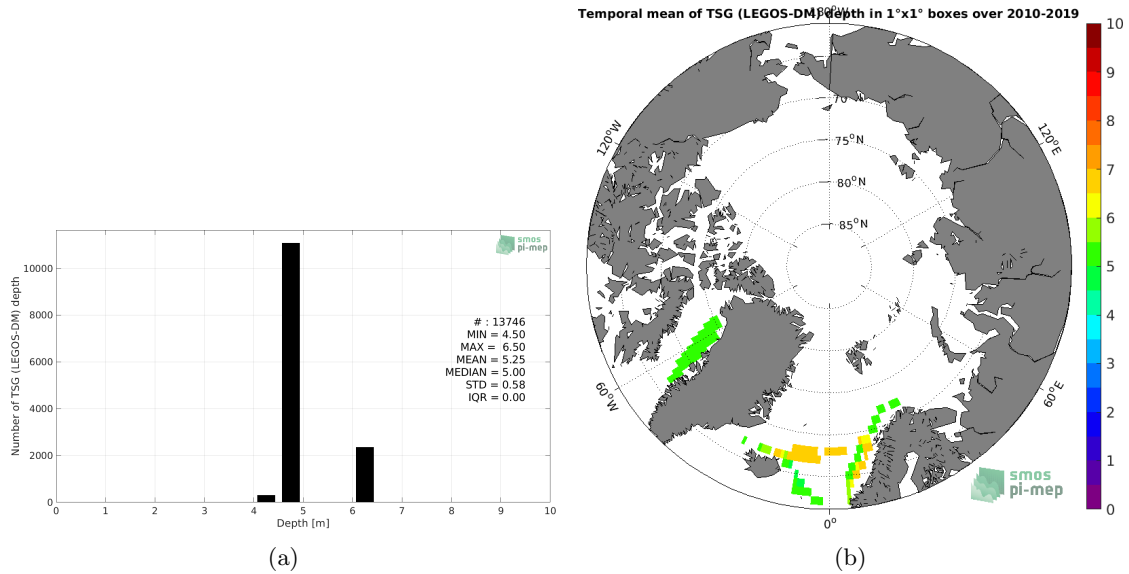 Number of TSG (LEGOS-DM) depth
10000
8000
6000
4000
2000
0
0 1 2 3 4 5 6 7 8 9 10
Depth [m]
smos
pi-mep
# : 13746
MIN = 4.50
MAX = 6.50
MEAN = 5.25
MEDIAN = 5.00
STD = 0.58
IQR = 0.00
(a)
Temporal mean of TSG (LEGOS-DM) depth in 1°x1° boxes over 2010-2019
180°W
120°W
120°E
70°N
75°N
80°N
85°N
60°W
60°E
0°
smos
pi-mep
10
9
8
7
6
5
4
3
2
1
0
(b)